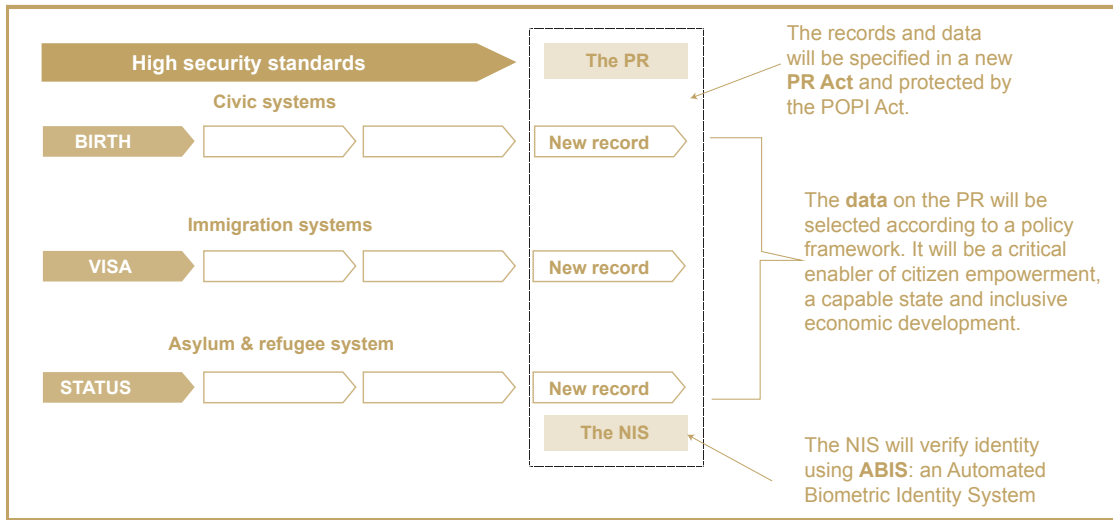 High security standards
The PR
The records and data
will be specified in a new
PR Act and protected by
the POPI Act.
Civic systems
BIRTH
New record
Immigration systems
VISA
New record
The data on the PR will be
selected according to a policy
framework. It will be a critical
enabler of citizen empowerment,
a capable state and inclusive
economic development.
Asylum & refugee system
STATUS
New record
The NIS
The NIS will verify identity
using ABIS: an Automated
Biometric Identity System